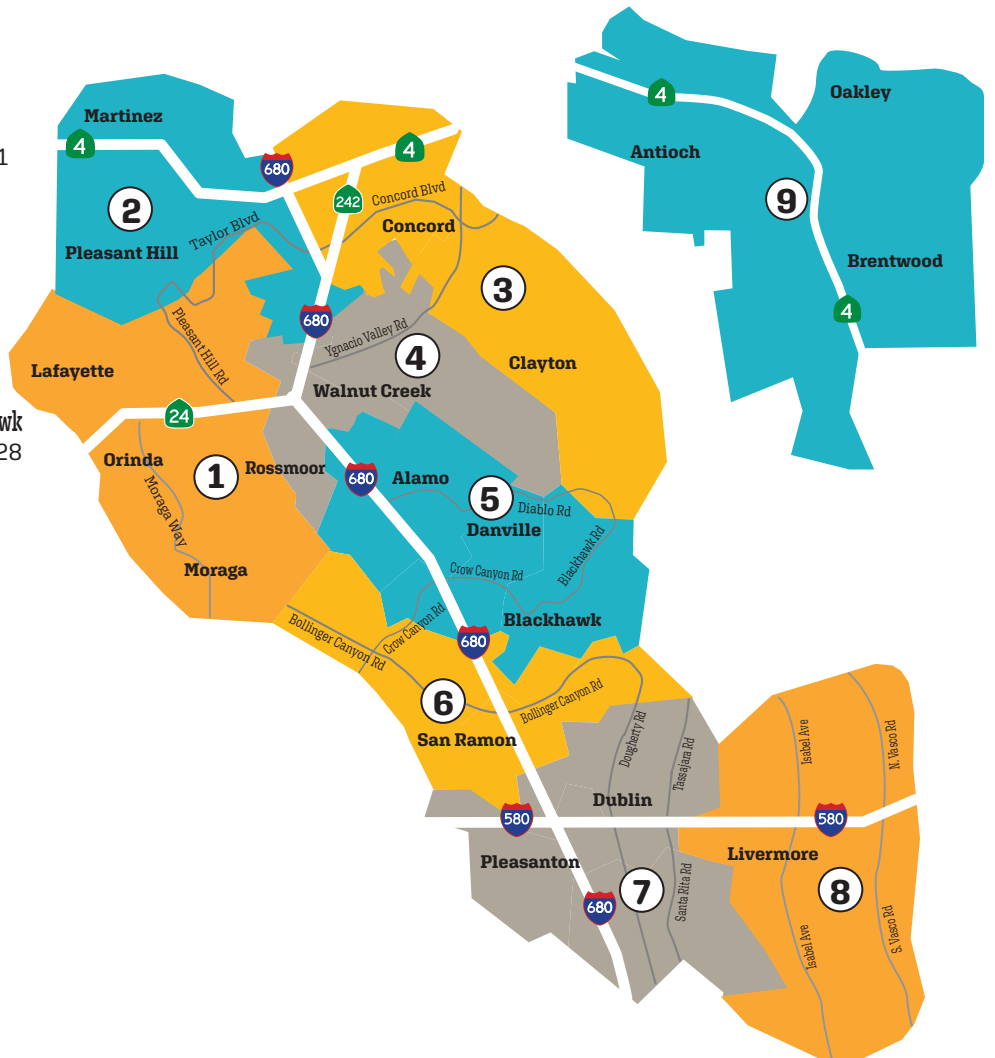 Martinez
4
1
680
4
242
Concord Blvd
2
Concord
Taylor Blvd
Pleasant Hill
3
Pleasant Hill Rd
680
Ygnacio Valley Rd
4
Clayton
Lafayette
Walnut Creek
24
wk
28
Orinda
Rossmoor
1
Moraga Way
680
Alamo
5
Diablo Rd
Danville
Blackhawk Rd
Moraga
Crow Canyon Rd
Blackhawk
Crow Canyon Rd
Bollinger Canyon Rd
680
6
Bollinger Canyon Rd
San Ramon
Dougherty Rd
Tassajara Rd
Isabel Ave
N. Vasco Rd
Dublin
580
580
Pleasanton
Livermore
7
8
680
Santa Rita Rd
Isabel Ave
S. Vasco Rd
4
Oakley
Antioch
9
Brentwood
4